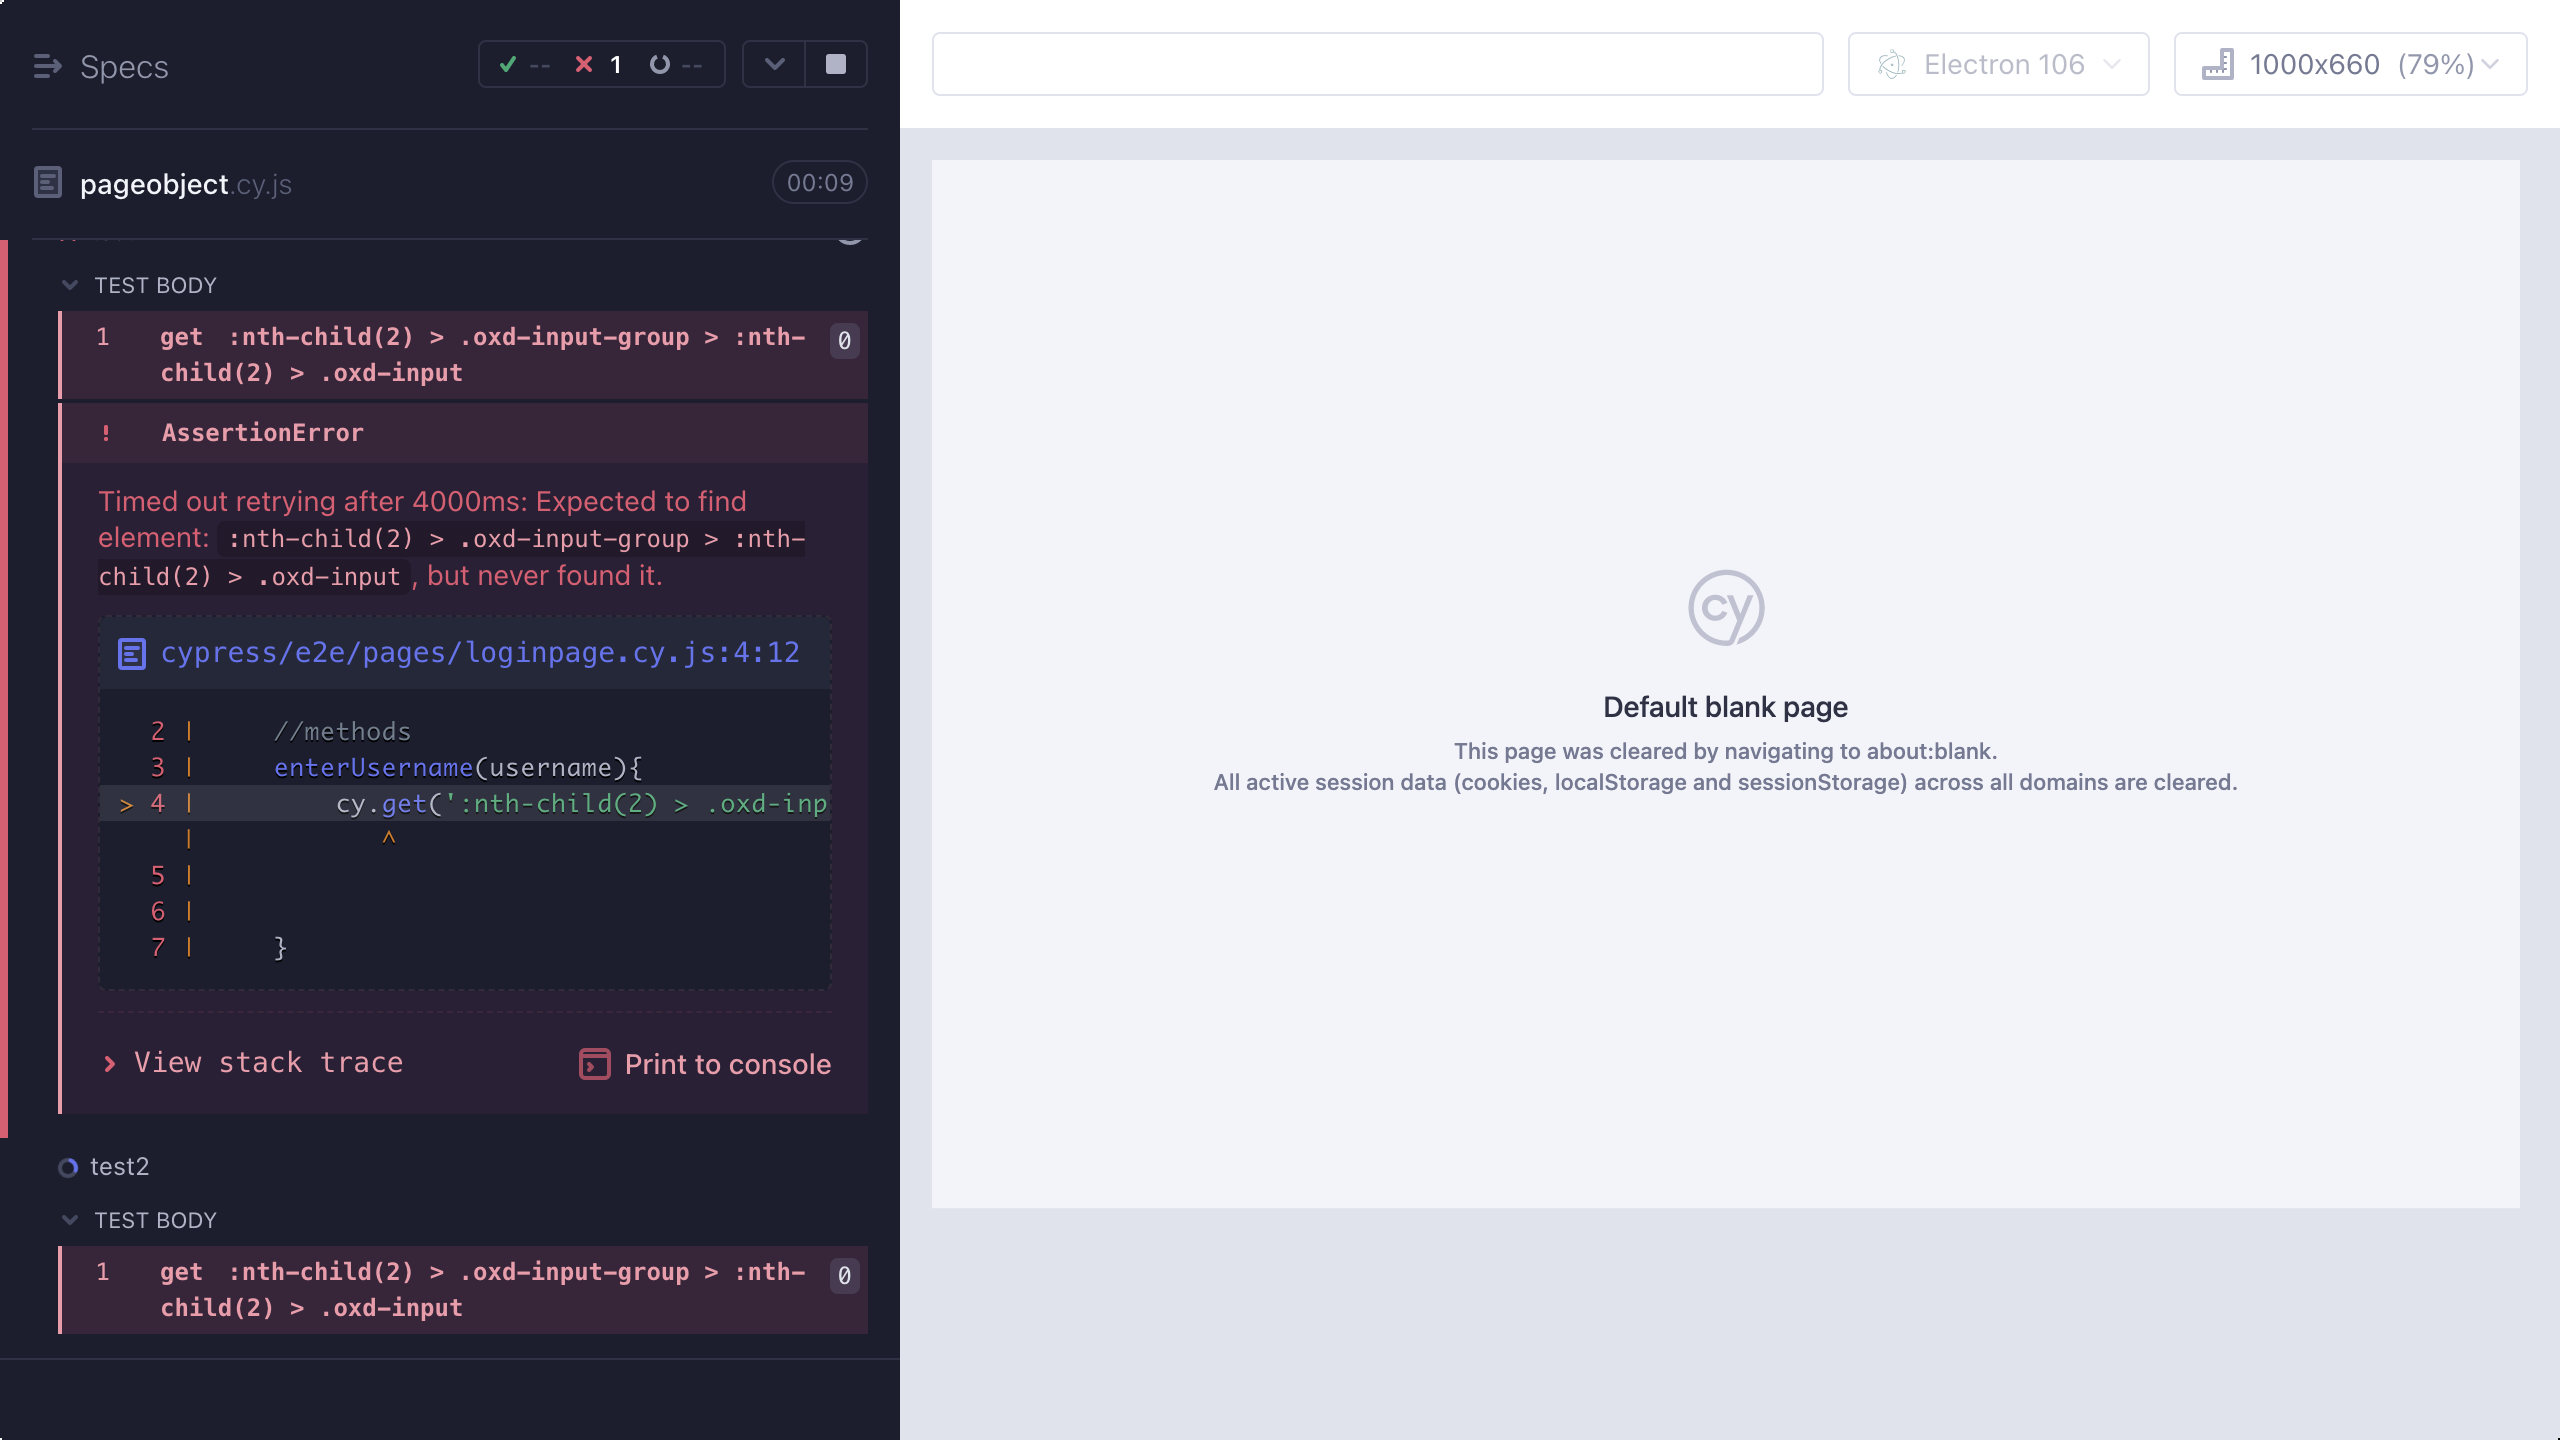 Specs
-- 1 --
pageobject.cy.js
00:09
TEST BODY
1 get :nth-child(2) > .oxd-input-group > :nth- 0
child(2) > .oxd-input
! AssertionError
Timed out retrying after 4000ms: Expected to find
element: :nth-child(2) > .oxd-input-group > :nth-
child(2) > .oxd-input , but never found it.
cypress/e2e/pages/loginpage.cy.js:4:12
2 | //methods
3 | enterUsername(username){
> 4 | cy.get(':nth-child(2) > .oxd-inp
| ^
5 |
6 |
7 | }
View stack trace
Print to console
test2
TEST BODY
1 get :nth-child(2) > .oxd-input-group > :nth- 0
child(2) > .oxd-input
Electron 106
1000x660 (79%)
cy
Default blank page
This page was cleared by navigating to about:blank.
All active session data (cookies, localStorage and sessionStorage) across all domains are cleared.